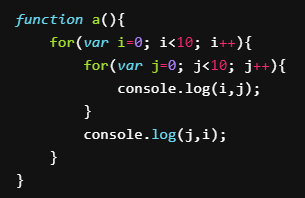 function a(){
    for(var i=0; i<10; i++){
        for(var j=0; j<10; j++){
            console.log(i,j);
        }
        console.log(j,i);
    }
}